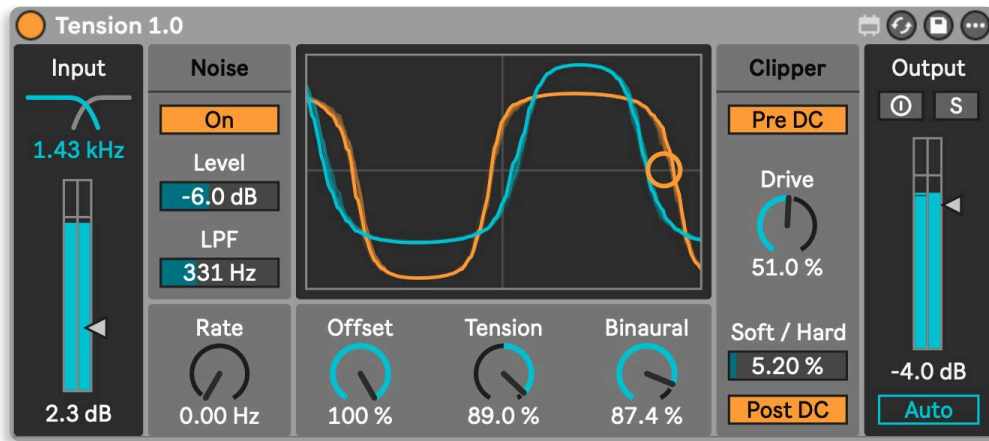 Tension 1.0
Input
1.43 kHz
2.3 dB
Noise
On
Level
-6.0 dB
LPF
331 Hz
Rate
0.00 Hz
Offset
100 %
Tension
89.0 %
Binaural
87.4 %
Clipper
Pre DC
Drive
51.0 %
Soft / Hard
5.20 %
Post DC
Output
S
-4.0 dB
Auto